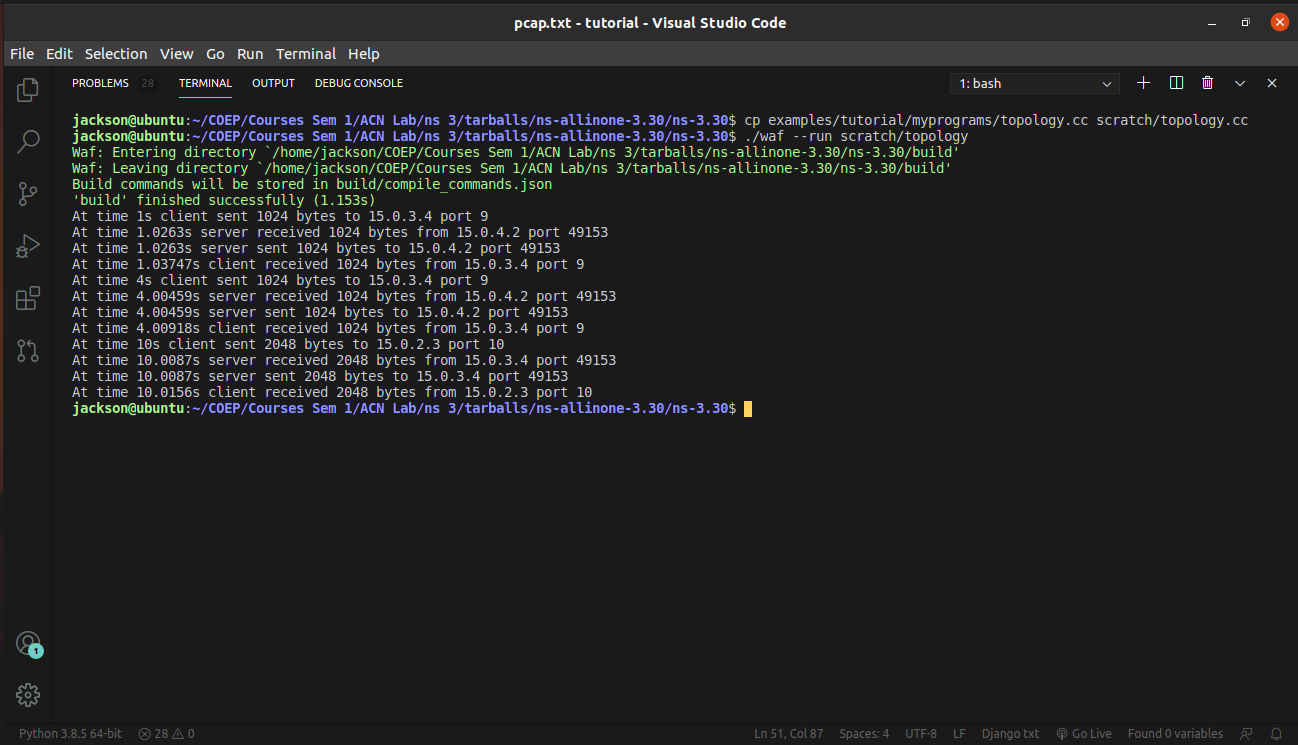 pcap.txt - tutorial - Visual Studio Code
File Edit Selection View Go Run Terminal Help
PROBLEMS 28 TERMINAL OUTPUT DEBUG CONSOLE 1: bash
jackson@ubuntu:~/COEP/Courses Sem 1/ACN Lab/ns 3/tarballs/ns-allinone-3.30/ns-3.30$ cp examples/tutorial/myprograms/topology.cc scratch/topology.cc
jackson@ubuntu:~/COEP/Courses Sem 1/ACN Lab/ns 3/tarballs/ns-allinone-3.30/ns-3.30$ ./waf --run scratch/topology
Waf: Entering directory `/home/jackson/COEP/Courses Sem 1/ACN Lab/ns 3/tarballs/ns-allinone-3.30/ns-3.30/build'
Waf: Leaving directory `/home/jackson/COEP/Courses Sem 1/ACN Lab/ns 3/tarballs/ns-allinone-3.30/ns-3.30/build'
Build commands will be stored in build/compile_commands.json
'build' finished successfully (1.153s)
At time 1s client sent 1024 bytes to 15.0.3.4 port 9
At time 1.0263s server received 1024 bytes from 15.0.4.2 port 49153
At time 1.0263s server sent 1024 bytes to 15.0.4.2 port 49153
At time 1.03747s client received 1024 bytes from 15.0.3.4 port 9
At time 4s client sent 1024 bytes to 15.0.3.4 port 9
At time 4.00459s server received 1024 bytes from 15.0.4.2 port 49153
At time 4.00459s server sent 1024 bytes to 15.0.4.2 port 49153
At time 4.00918s client received 1024 bytes from 15.0.3.4 port 9
At time 10s client sent 2048 bytes to 15.0.2.3 port 10
At time 10.0087s server received 2048 bytes from 15.0.3.4 port 49153
At time 10.0087s server sent 2048 bytes to 15.0.3.4 port 49153
At time 10.0156s client received 2048 bytes from 15.0.2.3 port 10
jackson@ubuntu:~/COEP/Courses Sem 1/ACN Lab/ns 3/tarballs/ns-allinone-3.30/ns-3.30$
1
Python 3.8.5 64-bit 28 0 Ln 51, Col 87 Spaces: 4 UTF-8 LF Django txt Go Live Found 0 variables